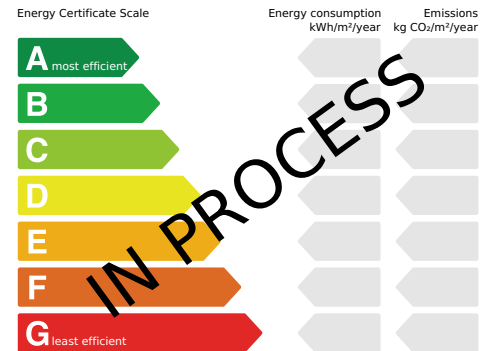 Energy Certificate Scale
Energy consumption
kWh/m²/year
Emissions
kg CO₂/m²/year
A most efficient
B
C
D
E
F
G least efficient
IN PROCESS